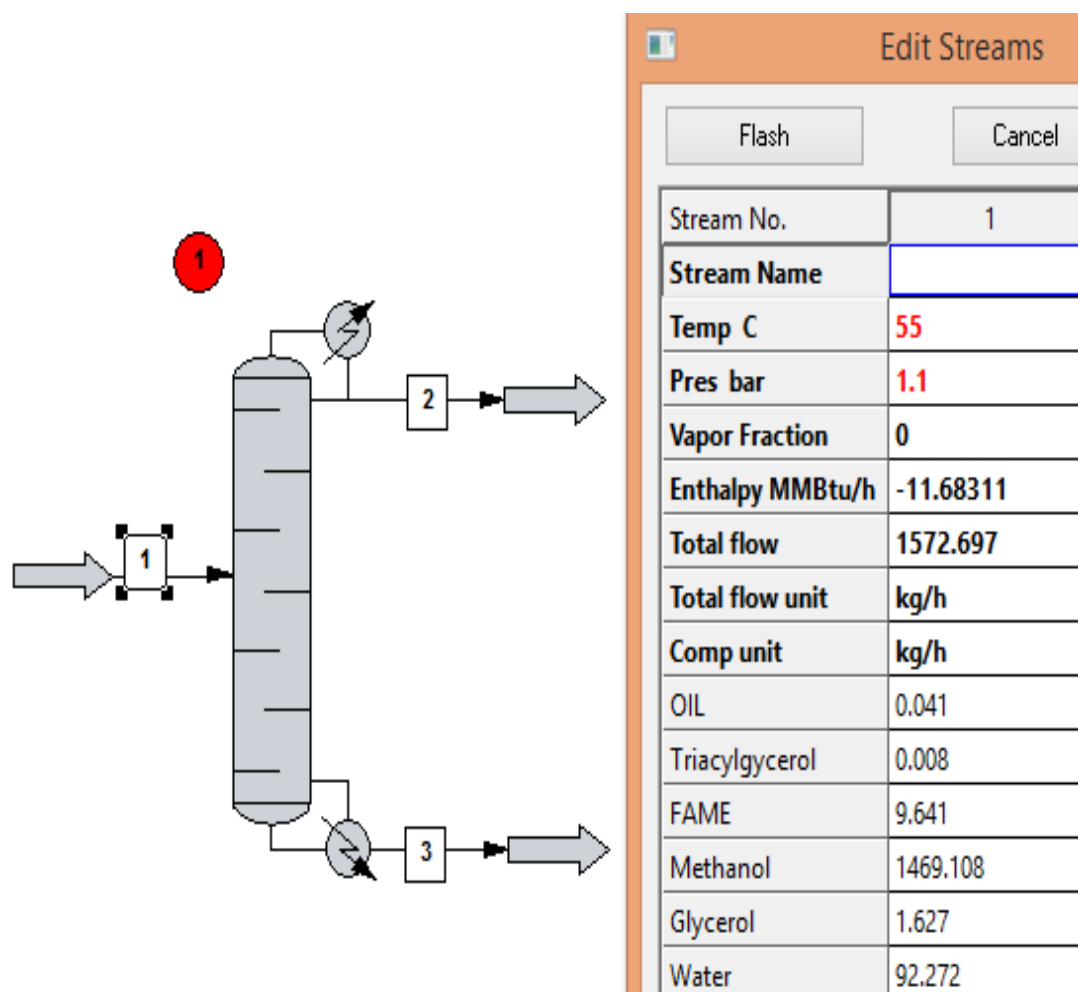 Edit Streams
Flash Cancel
Stream No. 1
Stream Name
Temp C 55
Pres bar 1.1
Vapor Fraction 0
Enthalpy MMBtu/h -11.68311
Total flow 1572.697
Total flow unit kg/h
Comp unit kg/h
OIL 0.041
Triacylgycerol 0.008
FAME 9.641
Methanol 1469.108
Glycerol 1.627
Water 92.272
1
2
1
3